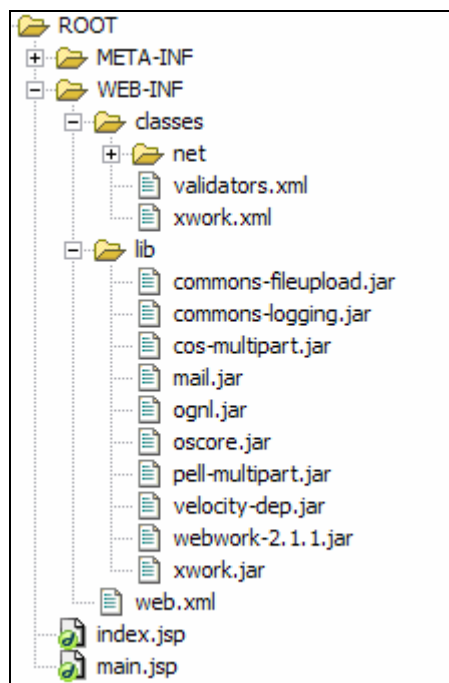 ROOT
META-INF
WEB-INF
classes
net
validators.xml
xwork.xml
lib
commons-fileupload.jar
commons-logging.jar
cos-multipart.jar
mail.jar
ognl.jar
oscore.jar
pell-multipart.jar
velocity-dep.jar
webwork-2.1.1.jar
xwork.jar
web.xml
index.jsp
main.jsp